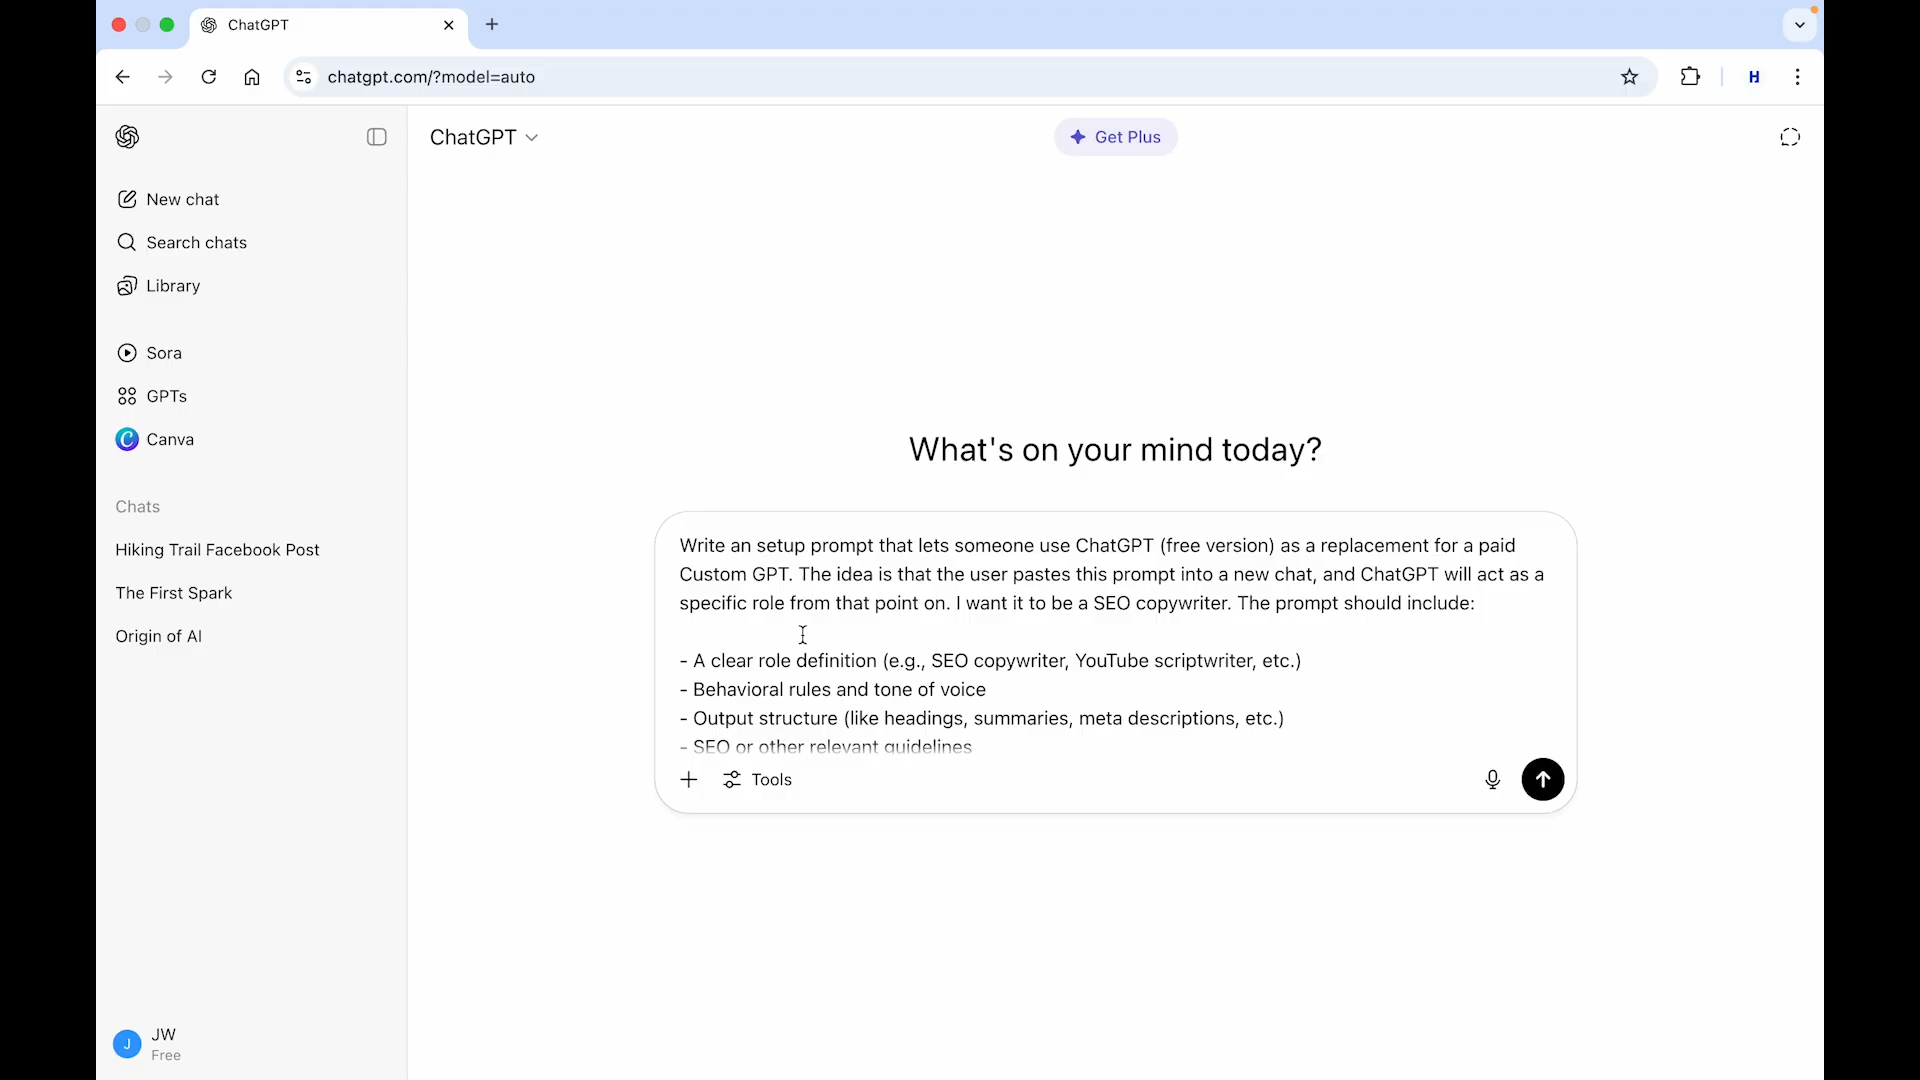 ChatGPT
chatgpt.com/?model=auto
H
ChatGPT
Get Plus
New chat
Search chats
Library
Sora
GPTs
C Canva
Chats
Hiking Trail Facebook Post
The First Spark
Origin of AI
What's on your mind today?
Write an setup prompt that lets someone use ChatGPT (free version) as a replacement for a paid
Custom GPT. The idea is that the user pastes this prompt into a new chat, and ChatGPT will act as a
specific role from that point on. I want it to be a SEO copywriter. The prompt should include:
- A clear role definition (e.g., SEO copywriter, YouTube scriptwriter, etc.)
- Behavioral rules and tone of voice
- Output structure (like headings, summaries, meta descriptions, etc.)
- SEO or other relevant guidelines
Tools
J
JW
Free